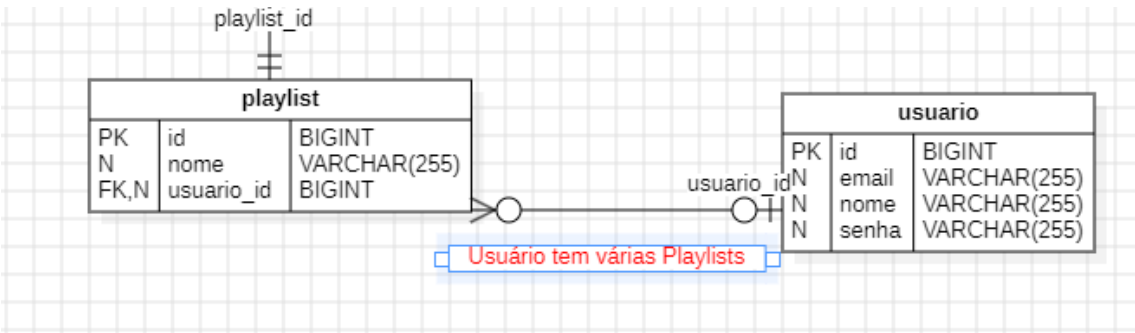 playlist_id
playlist
PK id BIGINT
N nome VARCHAR(255)
FK,N usuario_id BIGINT
usuario
PK id BIGINT
N email VARCHAR(255)
N nome VARCHAR(255)
N senha VARCHAR(255)
usuario_id
Usuário tem várias Playlists